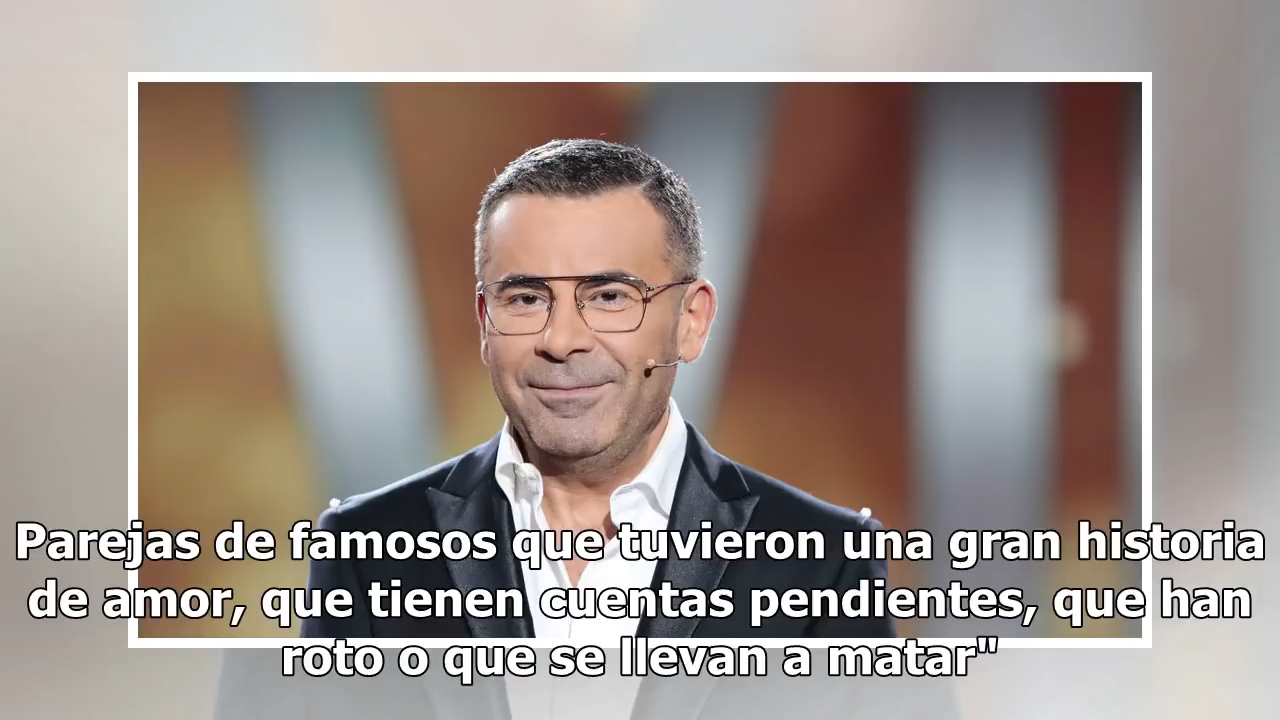 Parejas de famosos que tuvieron una gran historia
de amor, que tienen cuentas pendientes, que han
roto o que se llevan a matar"